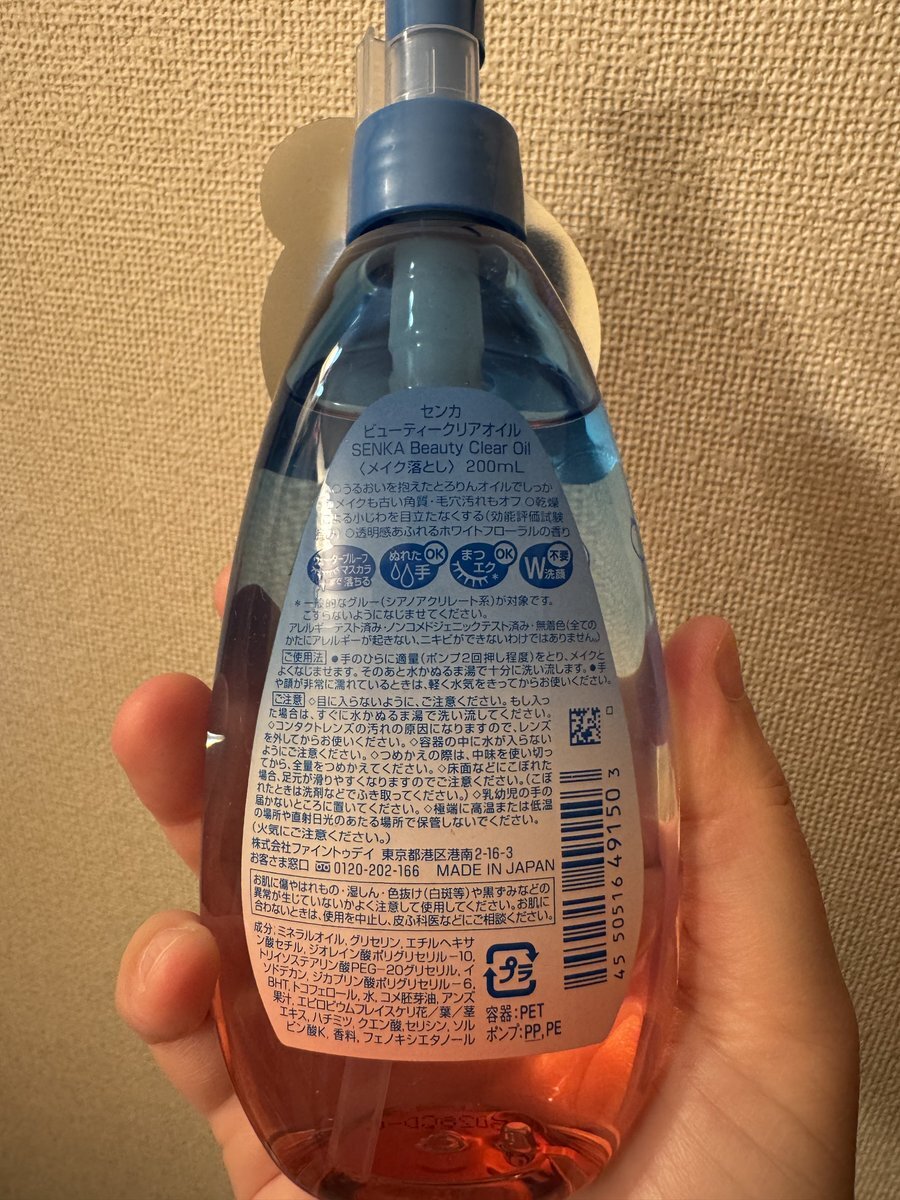 センカ
ビューティークリアオイル
SENKA Beauty Clear Oil
〈メイク落とし〉 200mL
○うるおいを抱えたとろりんオイルでしっか
メイクも古い角質・毛穴汚れもオフ ○乾燥
よる小じわを目立たなくする(効能評価試験
済み) ○透明感あふれるホワイトフローラルの香り
ウォータープルーフ
マスカラ
落ちる
ぬれた
手
OK
まつ
エク*
OK
W洗顔
不要
*一般的なグルー(シアノアクリレート系)が対象です。
こすらないようになじませてください。
アレルギーテスト済み・ノンコメドジェニックテスト済み・無着色(全ての
かたにアレルギーが起きない、ニキビができないわけではありません。)
ご使用法 ●手のひらに適量(ポンプ2回押し程度)をとり、メイクと
よくなじませます。そのあと水かぬるま湯で十分に洗い流します。●手
や顔が非常に濡れているときは、軽く水気をきってからお使いください。
ご注意 ◇目に入らないように、ご注意ください。もし入っ
た場合は、すぐに水かぬるま湯で洗い流してください。
◇コンタクトレンズの汚れの原因になりますので、レンズ
を外してからお使いください。◇容器の中に水が入らない
ようにご注意ください。◇つめかえの際は、中味を使い切っ
てから、全量をつめかえてください。◇床面などにこぼれた
場合、足元が滑りやすくなりますのでご注意ください。(こぼ
れたときは洗剤などでふき取ってください。)◇乳幼児の手の
届かないところに置いてください。◇極端に高温または低温
の場所や直射日光のあたる場所で保管しないでください。
(火気にご注意ください。)
株式会社ファイントゥデイ 東京都港区港南2-16-3
お客さま窓口 0120-202-166 MADE IN JAPAN
お肌に傷やはれもの・湿しん・色抜け(白斑等)や黒ずみなどの
異常が生じていないかよく注意して使用してください。お肌に
合わないときは、使用を中止し、皮ふ科医などにご相談ください。
成分:ミネラルオイル,グリセリン,エチルヘキサ
ン酸セチル,ジオレイン酸ポリグリセリル-10,
トリイソステアリン酸PEG-20グリセリル,イ
ソドデカン,ジカプリン酸ポリグリセリル-6,
BHT,トコフェロール,水,コメ胚芽油,アンズ
果汁,エピロビウムフレイスケリ花/葉/茎
エキス,ハチミツ,クエン酸,セリシン,ソル
ビン酸K,香料,フェノキシエタノール
プラ
容器:PET
ポンプ:PP,PE
4 550516 491503